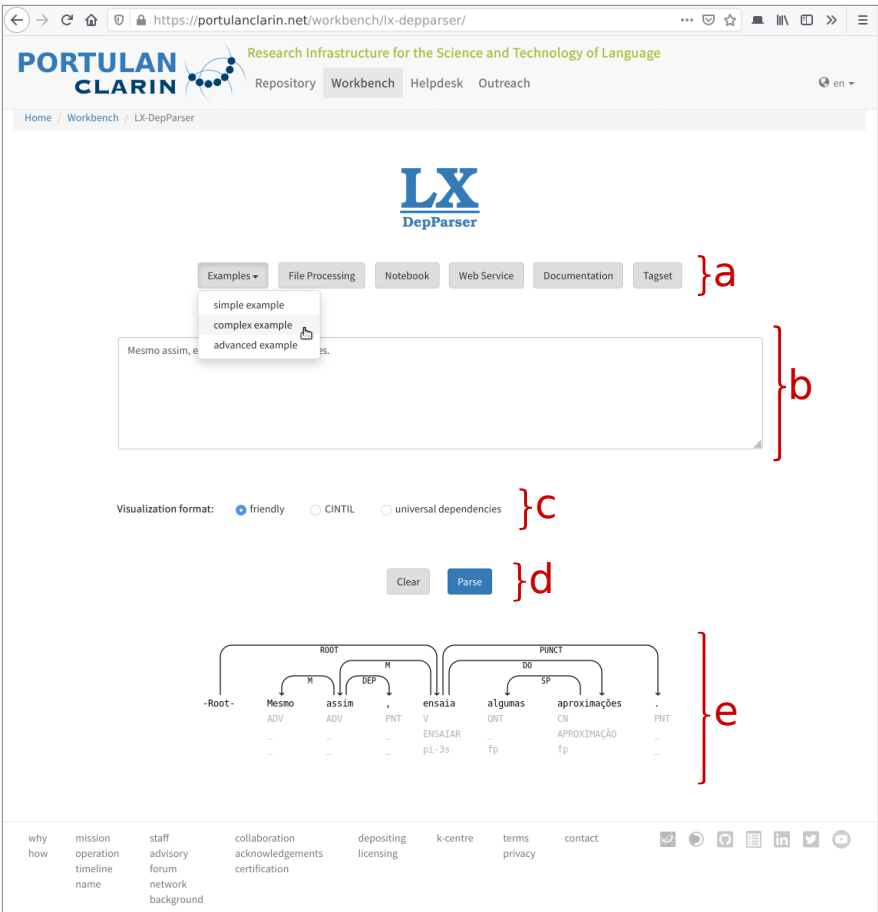 https://portulanclarin.net/workbench/lx-depparser/
PORTULAN
CLARIN
Research Infrastructure for the Science and Technology of Language
Repository Workbench Helpdesk Outreach
en
Home / Workbench / LX-DepParser
LX
DepParser
Examples File Processing Notebook Web Service Documentation Tagset
}a
simple example
complex example
advanced example
Mesmo assim, e es.
}b
Visualization format: friendly CINTIL universal dependencies
}c
Clear Parse
}d
ROOT PUNCT
M DO
M DEP SP
-Root- Mesmo assim , ensaia algumas aproximações .
ADV ADV PNT V QNT CN PNT
_ _ _ ENSAIAR _ APROXIMAÇÃO _
_ _ _ pi-3s fp fp _
}e
why mission staff collaboration depositing k-centre terms contact
how operation advisory acknowledgements licensing privacy
timeline forum certification
name network
background